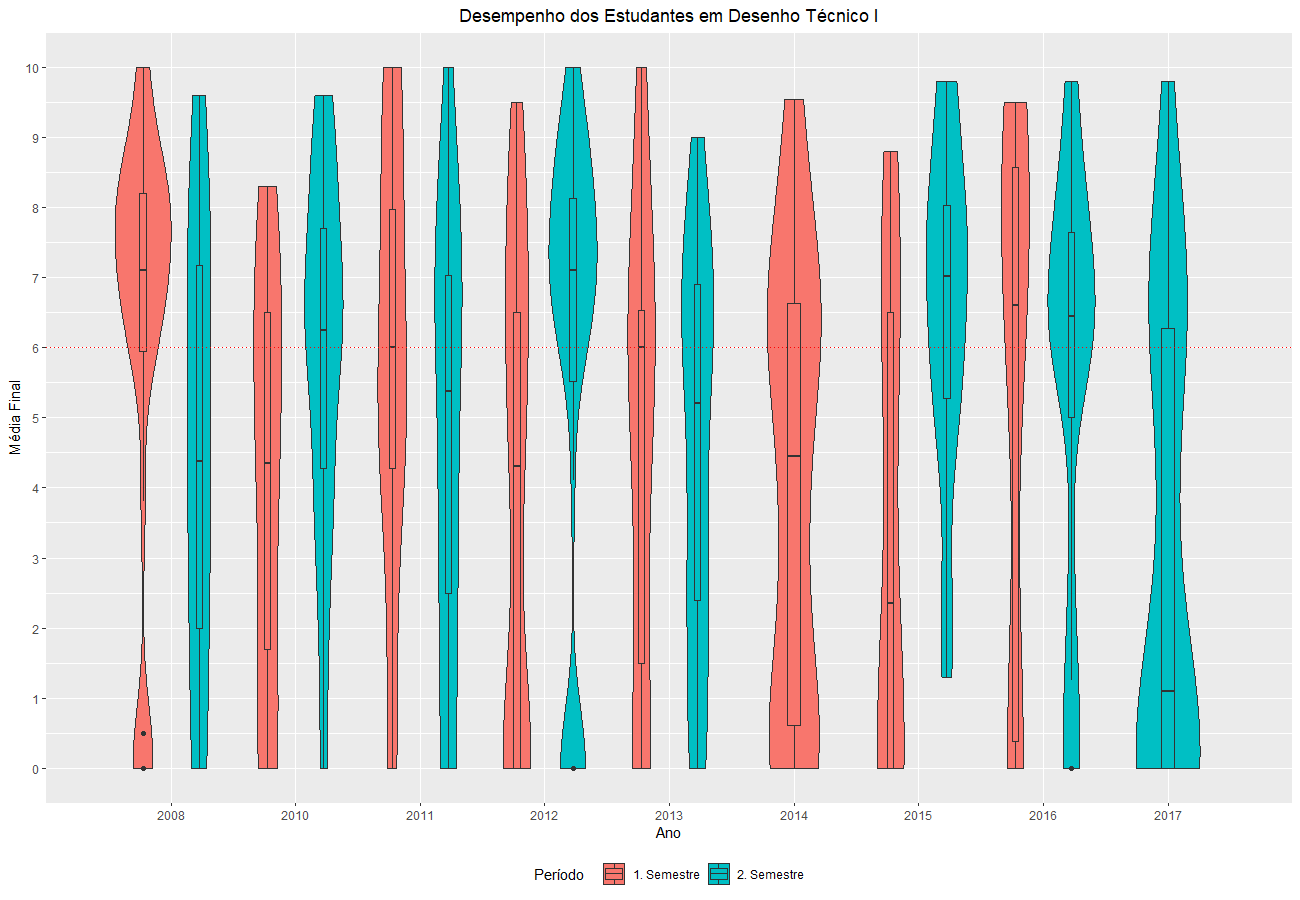 Desempenho dos Estudantes em Desenho Técnico I
Média Final
10
9
8
7
6
5
4
3
2
1
0
2008 2010 2011 2012 2013 2014 2015 2016 2017
Ano
Período 1. Semestre 2. Semestre